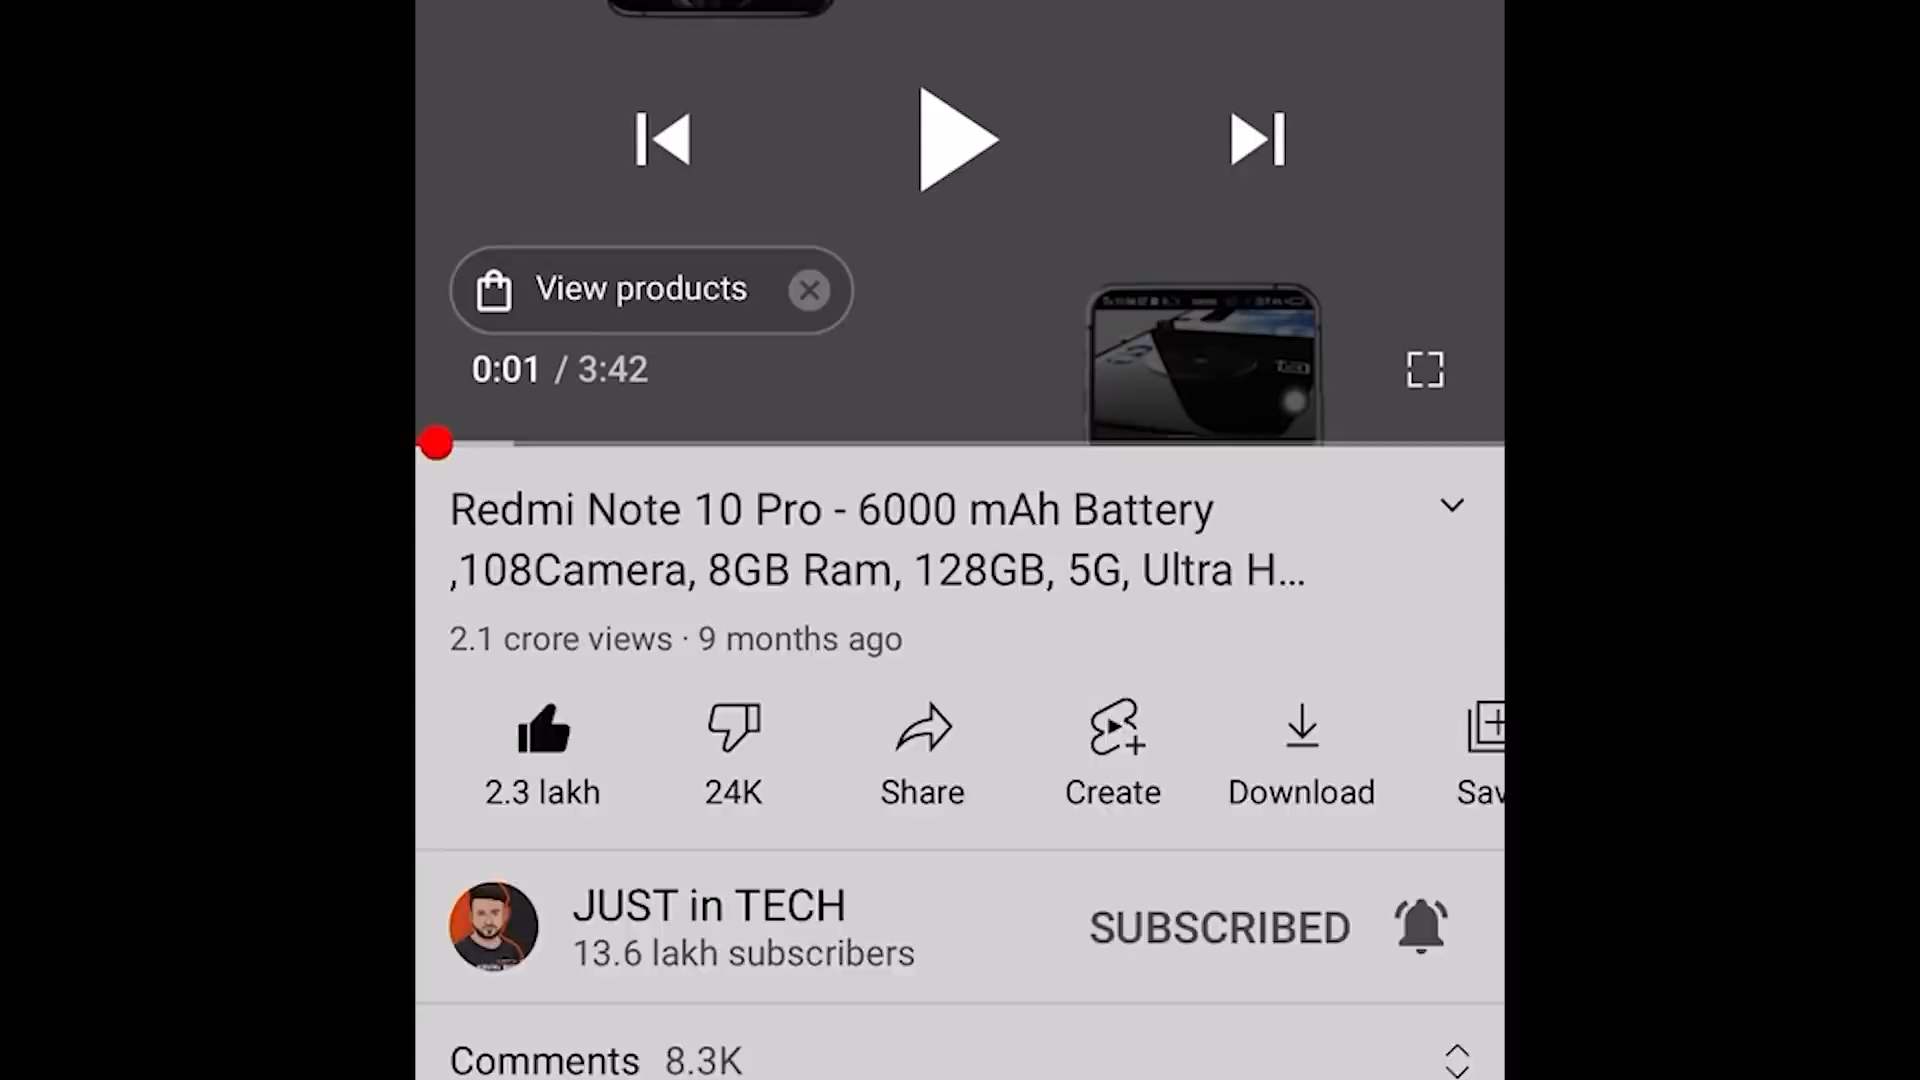 View products
0:01 / 3:42
Redmi Note 10 Pro - 6000 mAh Battery
,108Camera, 8GB Ram, 128GB, 5G, Ultra H...
2.1 crore views · 9 months ago
2.3 lakh 24K Share Create Download Sav
JUST in TECH
13.6 lakh subscribers
SUBSCRIBED
Comments 8.3K